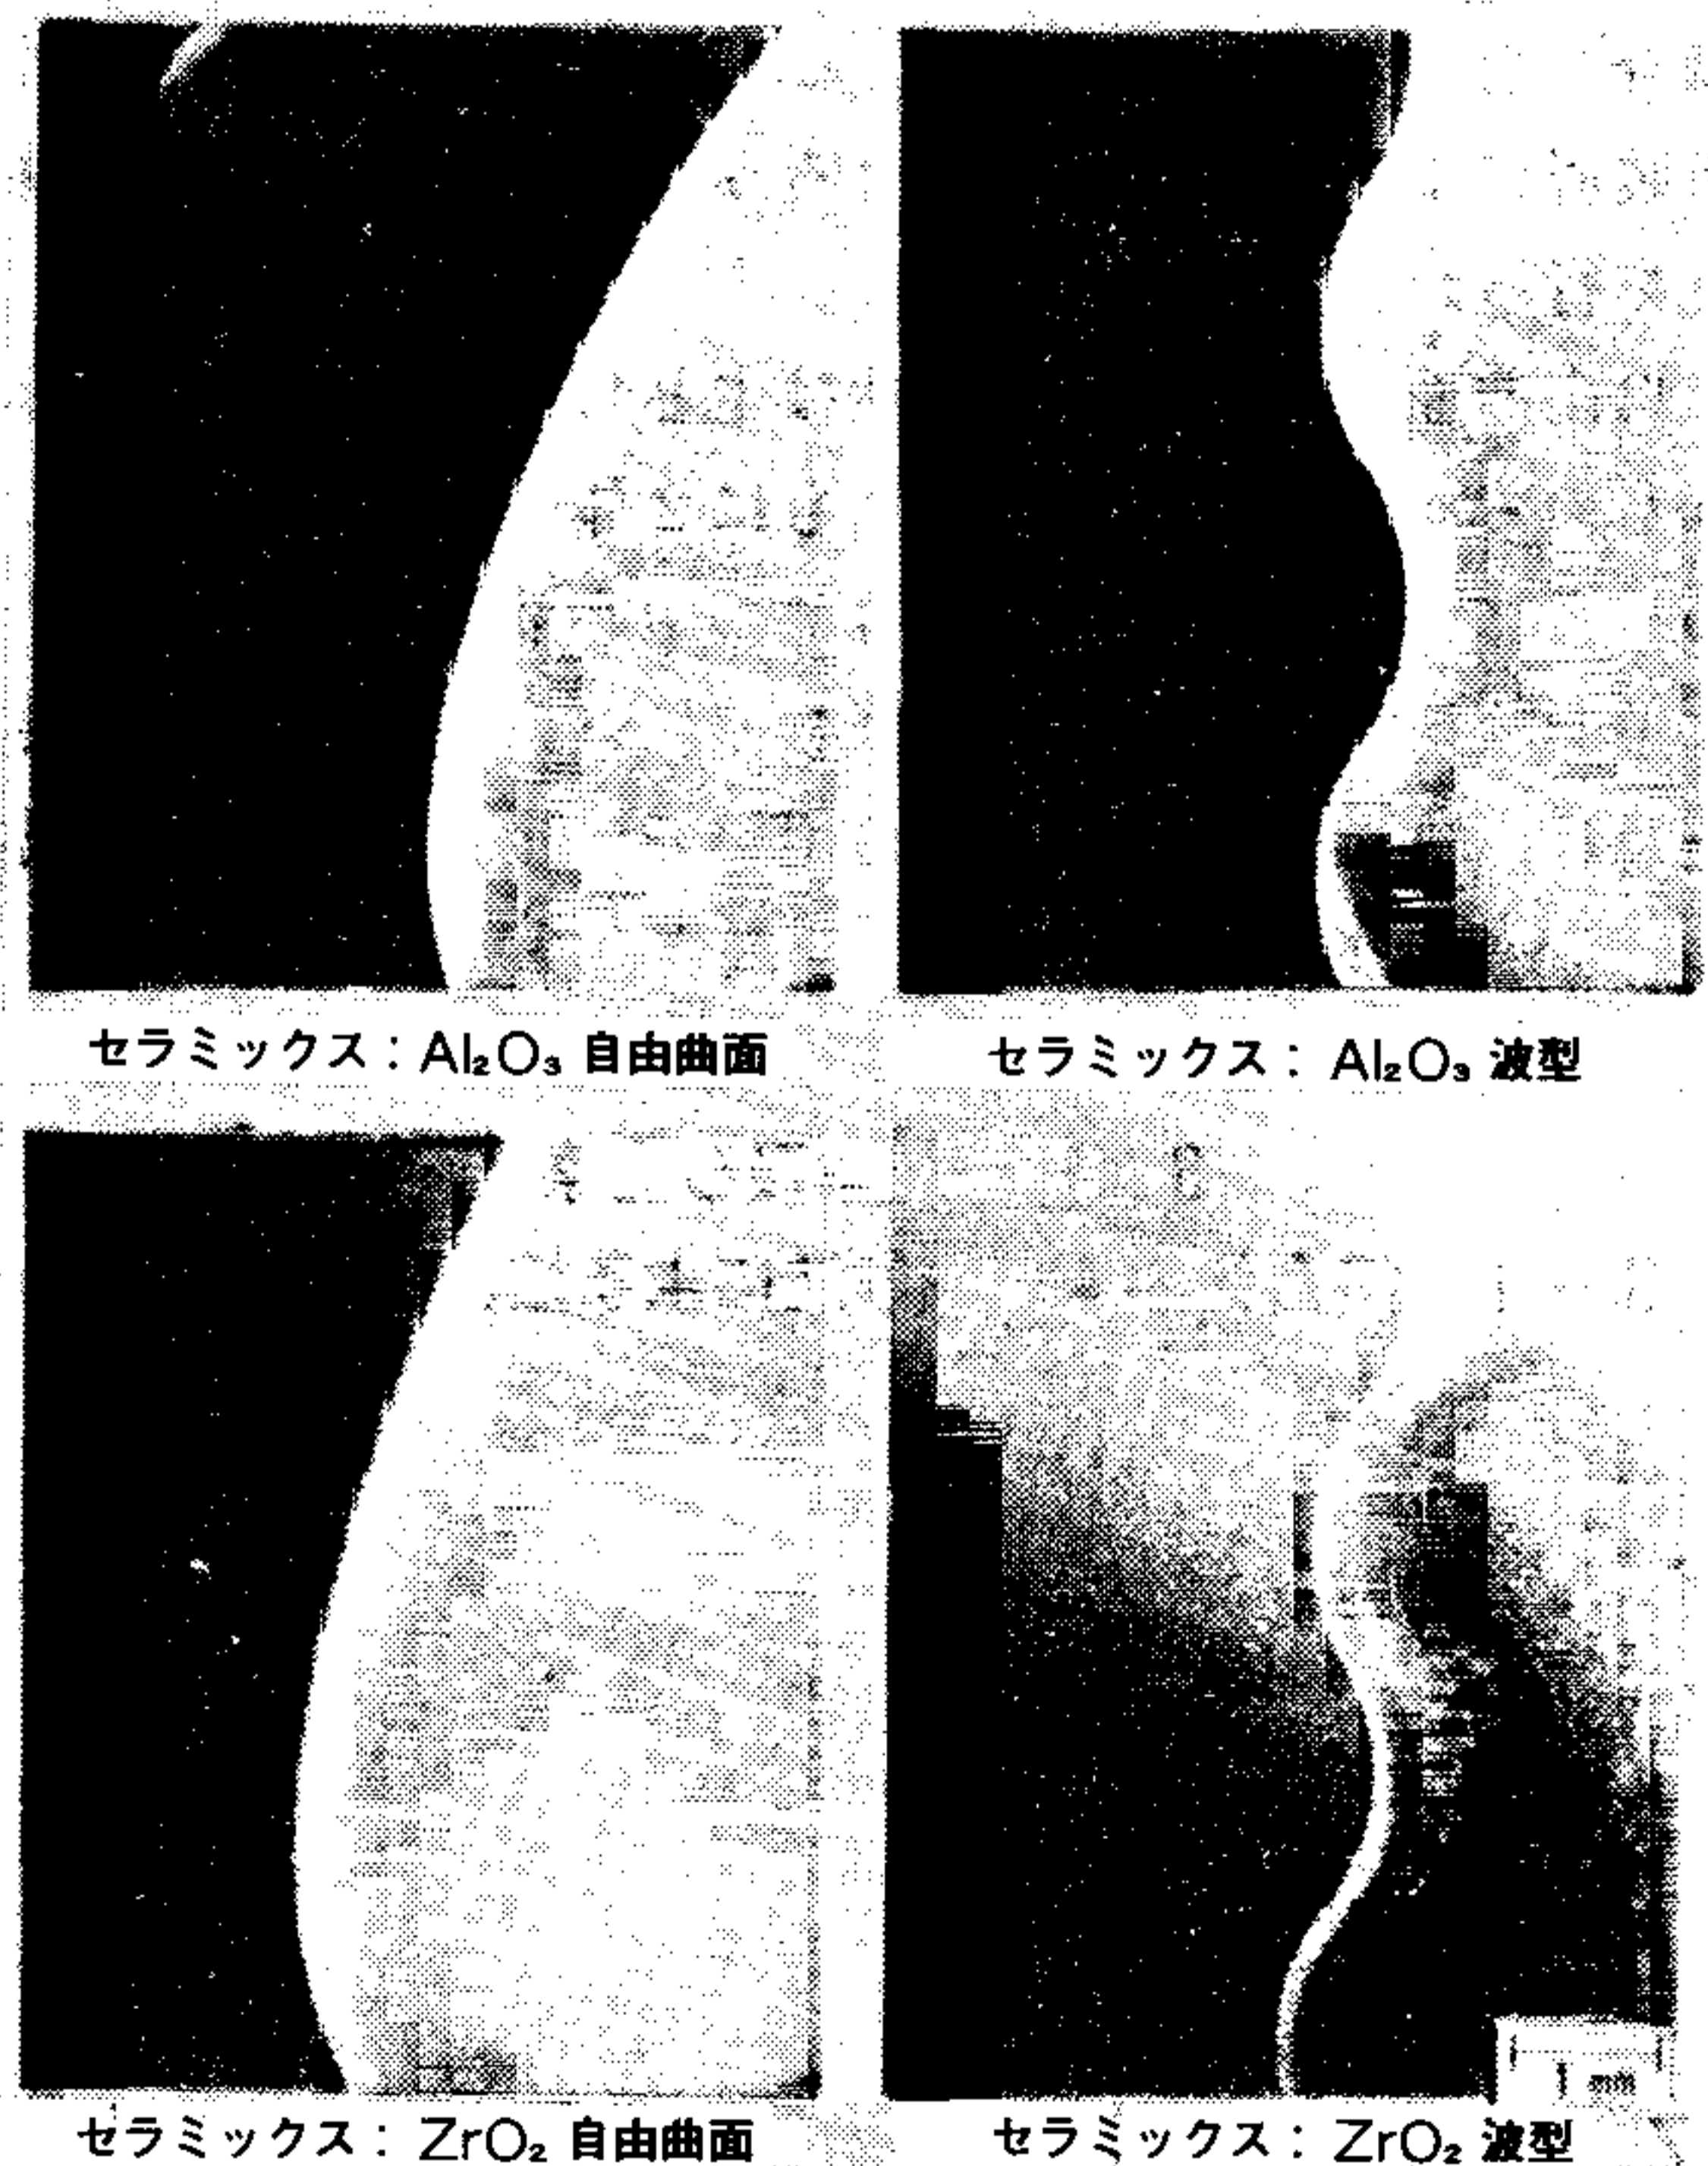 セラミックス：Al₂O₃ 自由曲面
セラミックス：Al₂O₃ 波型
1 mm
セラミックス：ZrO₂ 自由曲面
セラミックス：ZrO₂ 波型